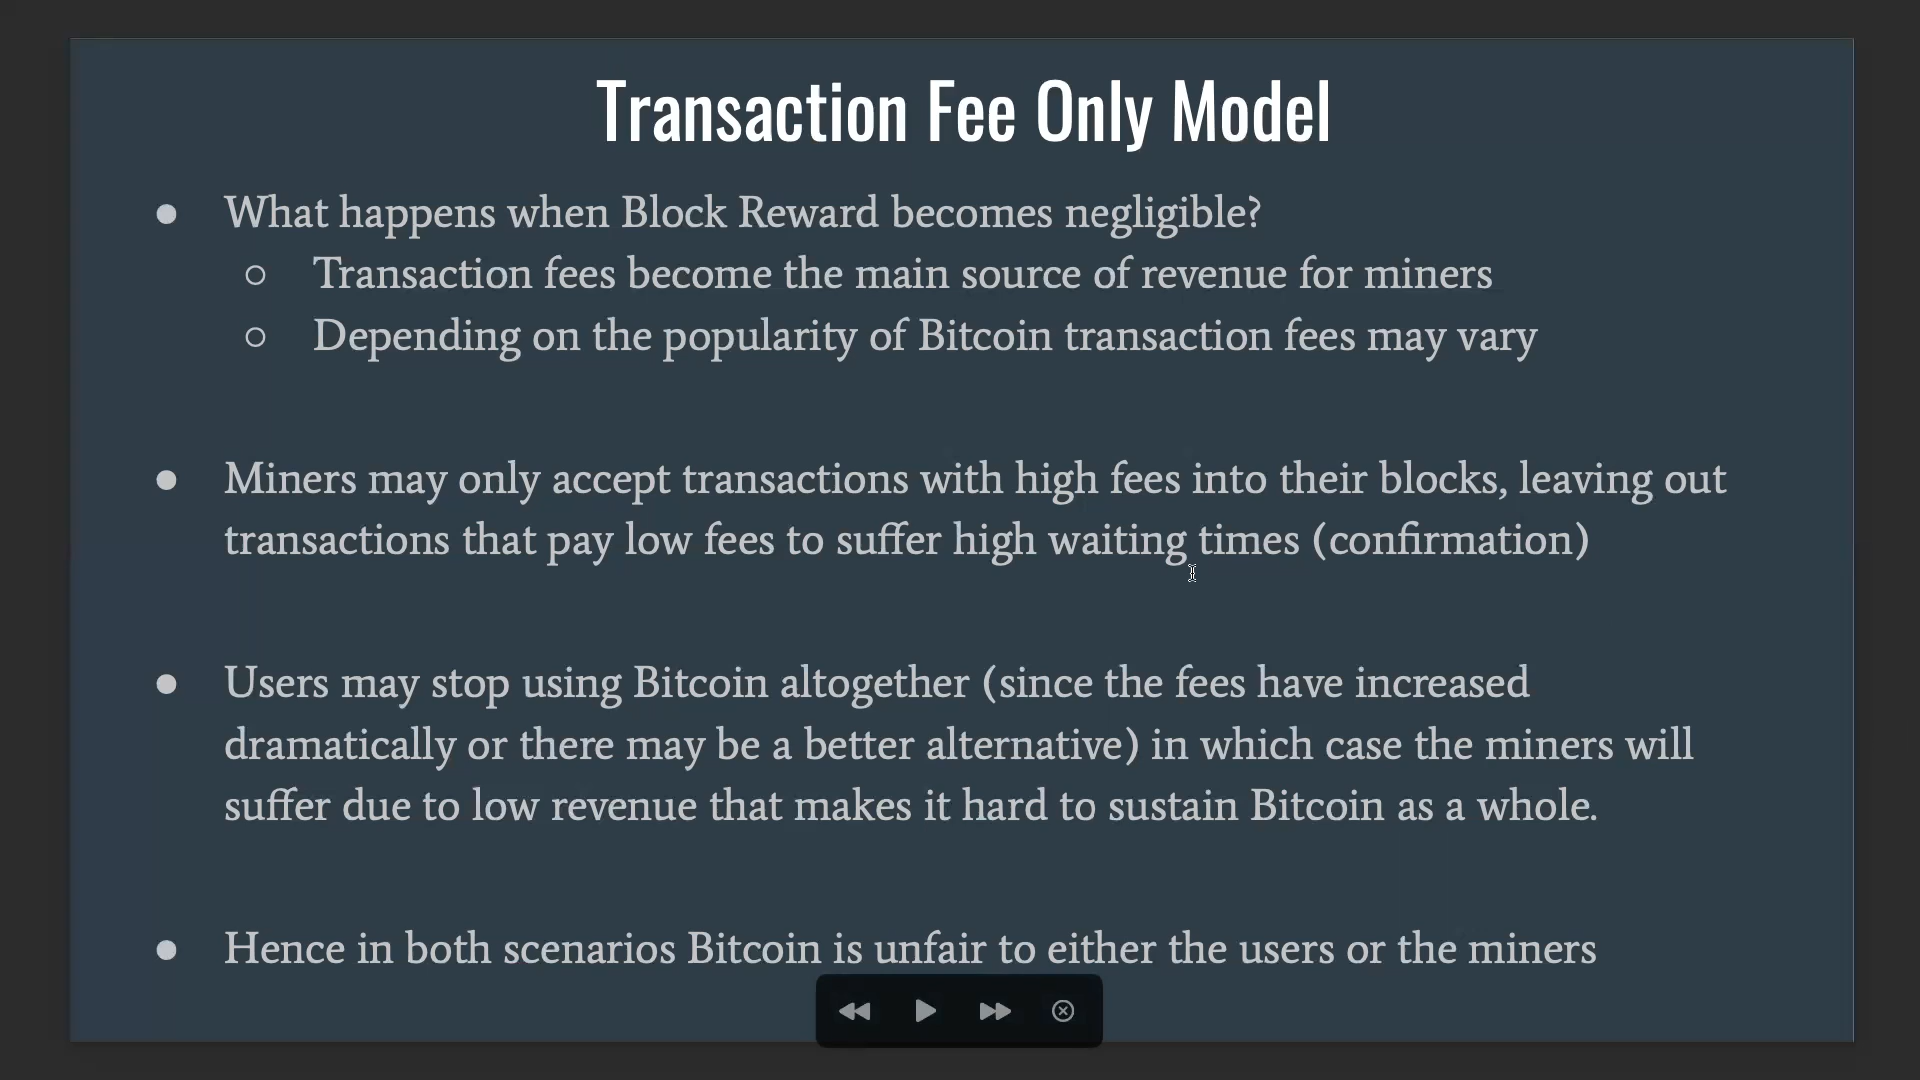 Transaction Fee Only Model
● What happens when Block Reward becomes negligible?
○ Transaction fees become the main source of revenue for miners
○ Depending on the popularity of Bitcoin transaction fees may vary
● Miners may only accept transactions with high fees into their blocks, leaving out
transactions that pay low fees to suffer high waiting times (confirmation)
● Users may stop using Bitcoin altogether (since the fees have increased
dramatically or there may be a better alternative) in which case the miners will
suffer due to low revenue that makes it hard to sustain Bitcoin as a whole.
● Hence in both scenarios Bitcoin is unfair to either the users or the miners